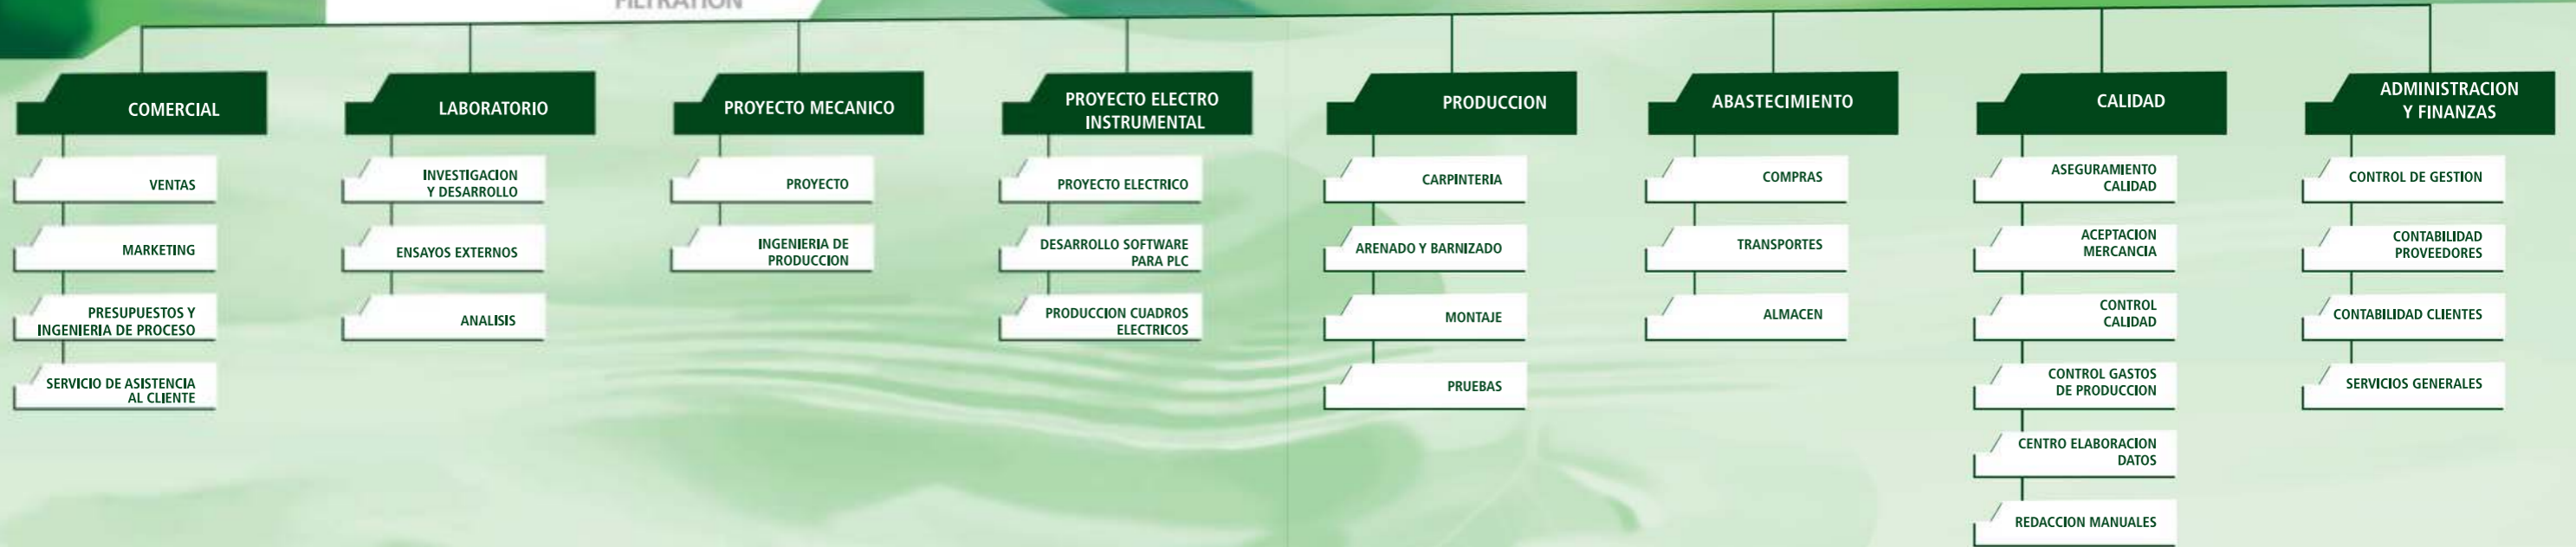 FILTRATION
COMERCIAL
VENTAS
MARKETING
PRESUPUESTOS Y
INGENIERIA DE PROCESO
SERVICIO DE ASISTENCIA
AL CLIENTE
LABORATORIO
INVESTIGACION
Y DESARROLLO
ENSAYOS EXTERNOS
ANALISIS
PROYECTO MECANICO
PROYECTO
INGENIERIA DE
PRODUCCION
PROYECTO ELECTRO
INSTRUMENTAL
PROYECTO ELECTRICO
DESARROLLO SOFTWARE
PARA PLC
PRODUCCION CUADROS
ELECTRICOS
PRODUCCION
CARPINTERIA
ARENADO Y BARNIZADO
MONTAJE
PRUEBAS
ABASTECIMIENTO
COMPRAS
TRANSPORTES
ALMACEN
CALIDAD
ASEGURAMIENTO
CALIDAD
ACEPTACION
MERCANCIA
CONTROL
CALIDAD
CONTROL GASTOS
DE PRODUCCION
CENTRO ELABORACION
DATOS
REDACCION MANUALES
ADMINISTRACION
Y FINANZAS
CONTROL DE GESTION
CONTABILIDAD
PROVEEDORES
CONTABILIDAD CLIENTES
SERVICIOS GENERALES